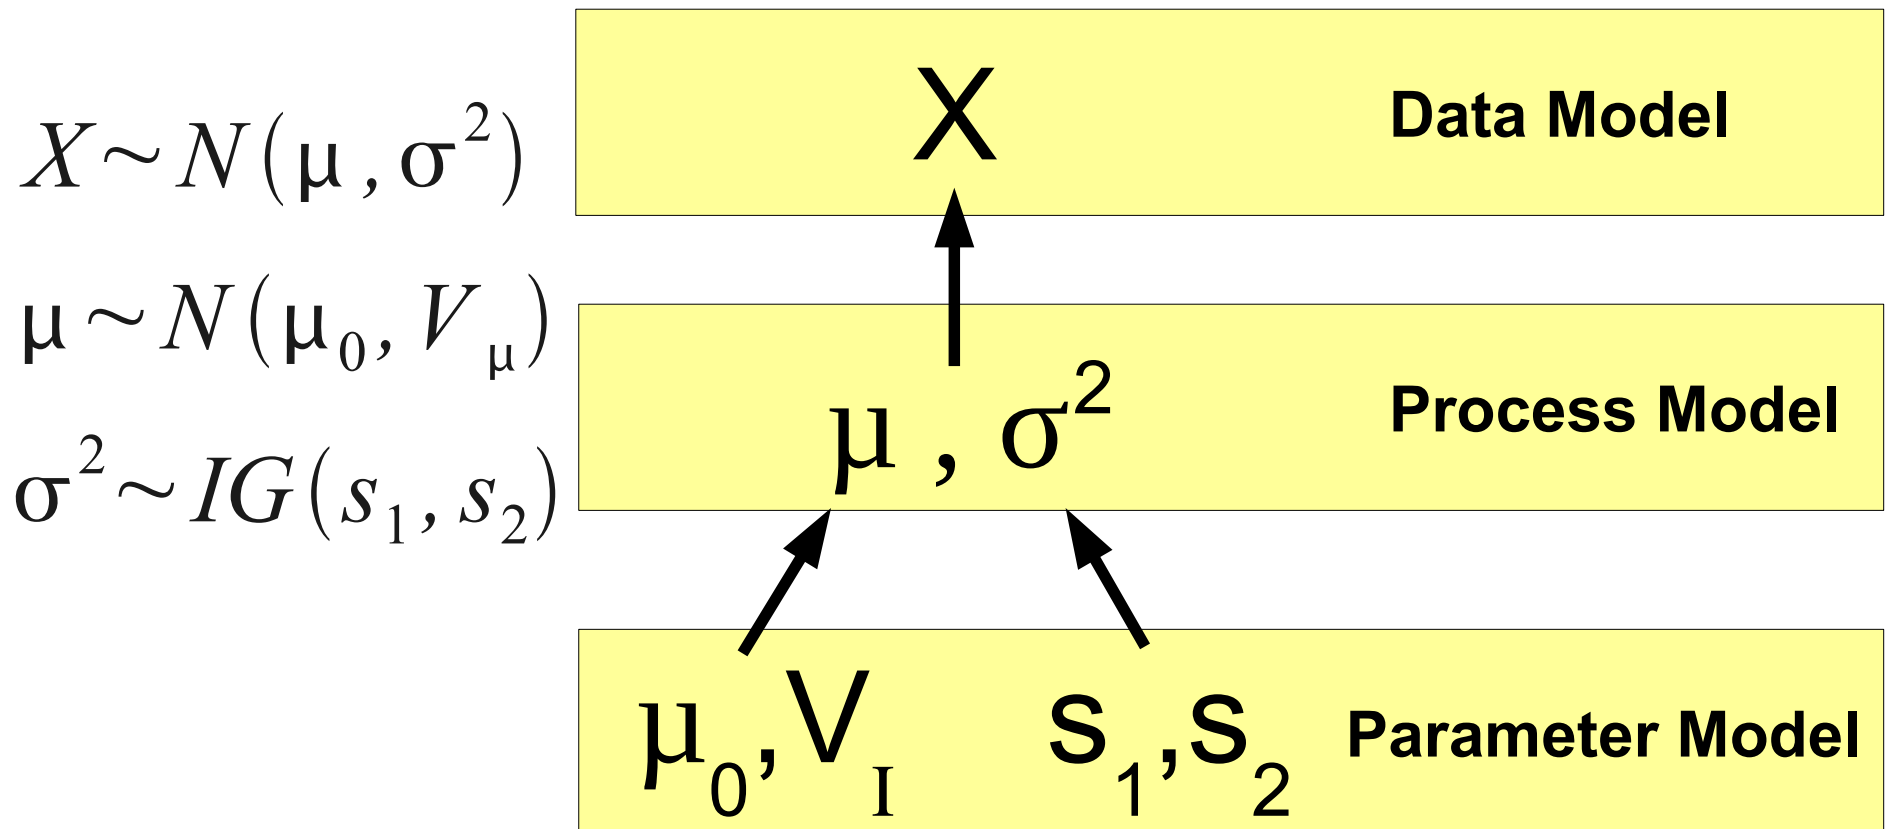 X ~ N(μ, σ²)
μ ~ N(μ₀, V_μ)
σ² ~ IG(s₁, s₂)
X Data Model
μ, σ² Process Model
μ₀,V_I s₁,s₂ Parameter Model